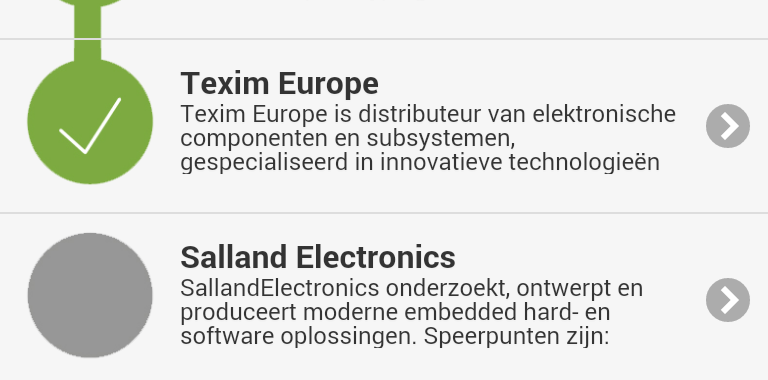 Texim Europe
Texim Europe is distributeur van elektronische
componenten en subsystemen,
gespecialiseerd in innovatieve technologieën
Salland Electronics
SallandElectronics onderzoekt, ontwerpt en
produceert moderne embedded hard- en
software oplossingen. Speerpunten zijn: